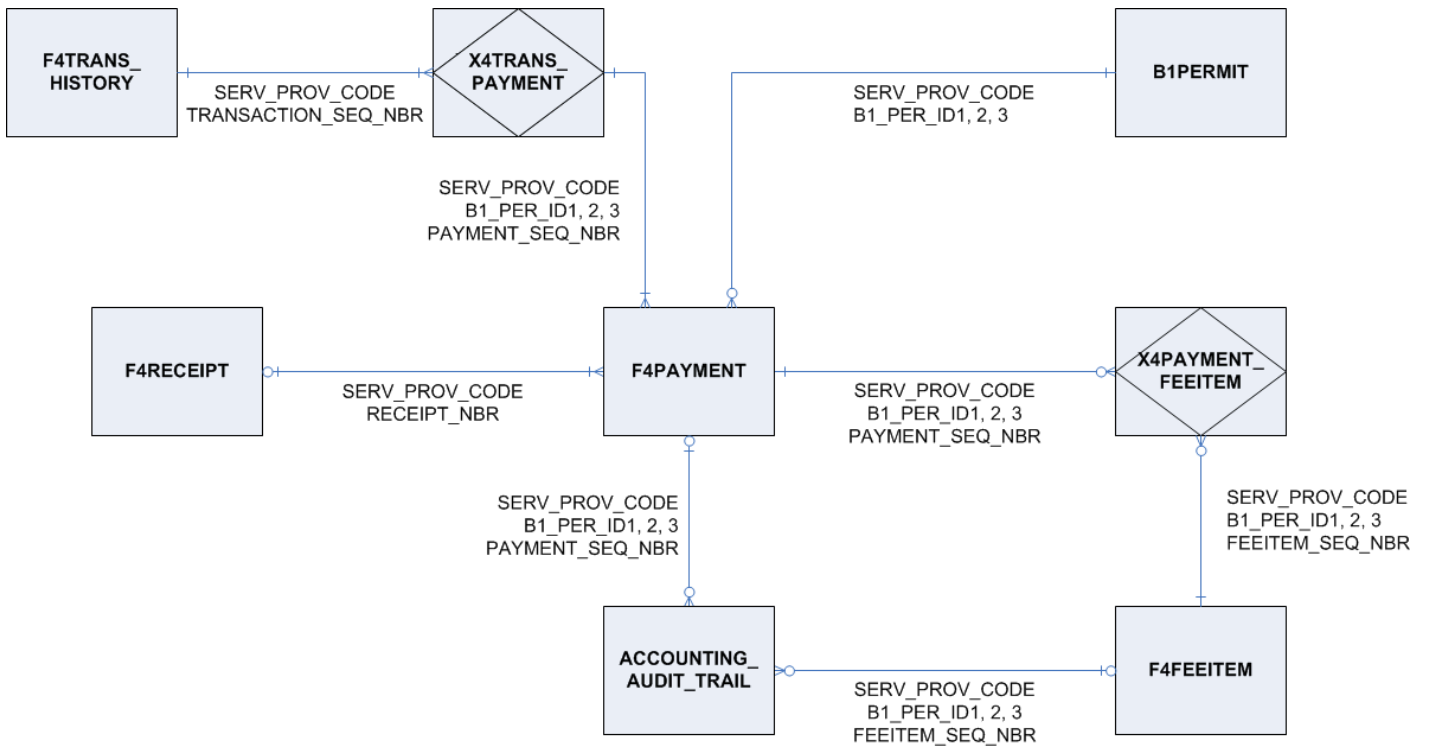 F4TRANS_
HISTORY
SERV_PROV_CODE
TRANSACTION_SEQ_NBR
X4TRANS_
PAYMENT
SERV_PROV_CODE
B1_PER_ID1, 2, 3
B1PERMIT
SERV_PROV_CODE
B1_PER_ID1, 2, 3
PAYMENT_SEQ_NBR
F4RECEIPT
SERV_PROV_CODE
RECEIPT_NBR
F4PAYMENT
SERV_PROV_CODE
B1_PER_ID1, 2, 3
PAYMENT_SEQ_NBR
X4PAYMENT_
FEEITEM
SERV_PROV_CODE
B1_PER_ID1, 2, 3
PAYMENT_SEQ_NBR
SERV_PROV_CODE
B1_PER_ID1, 2, 3
FEEITEM_SEQ_NBR
ACCOUNTING_
AUDIT_TRAIL
SERV_PROV_CODE
B1_PER_ID1, 2, 3
FEEITEM_SEQ_NBR
F4FEEITEM